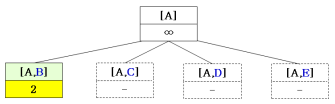 [A]
∞
[A,B] [A,C] [A,D] [A,E]
2 – – –